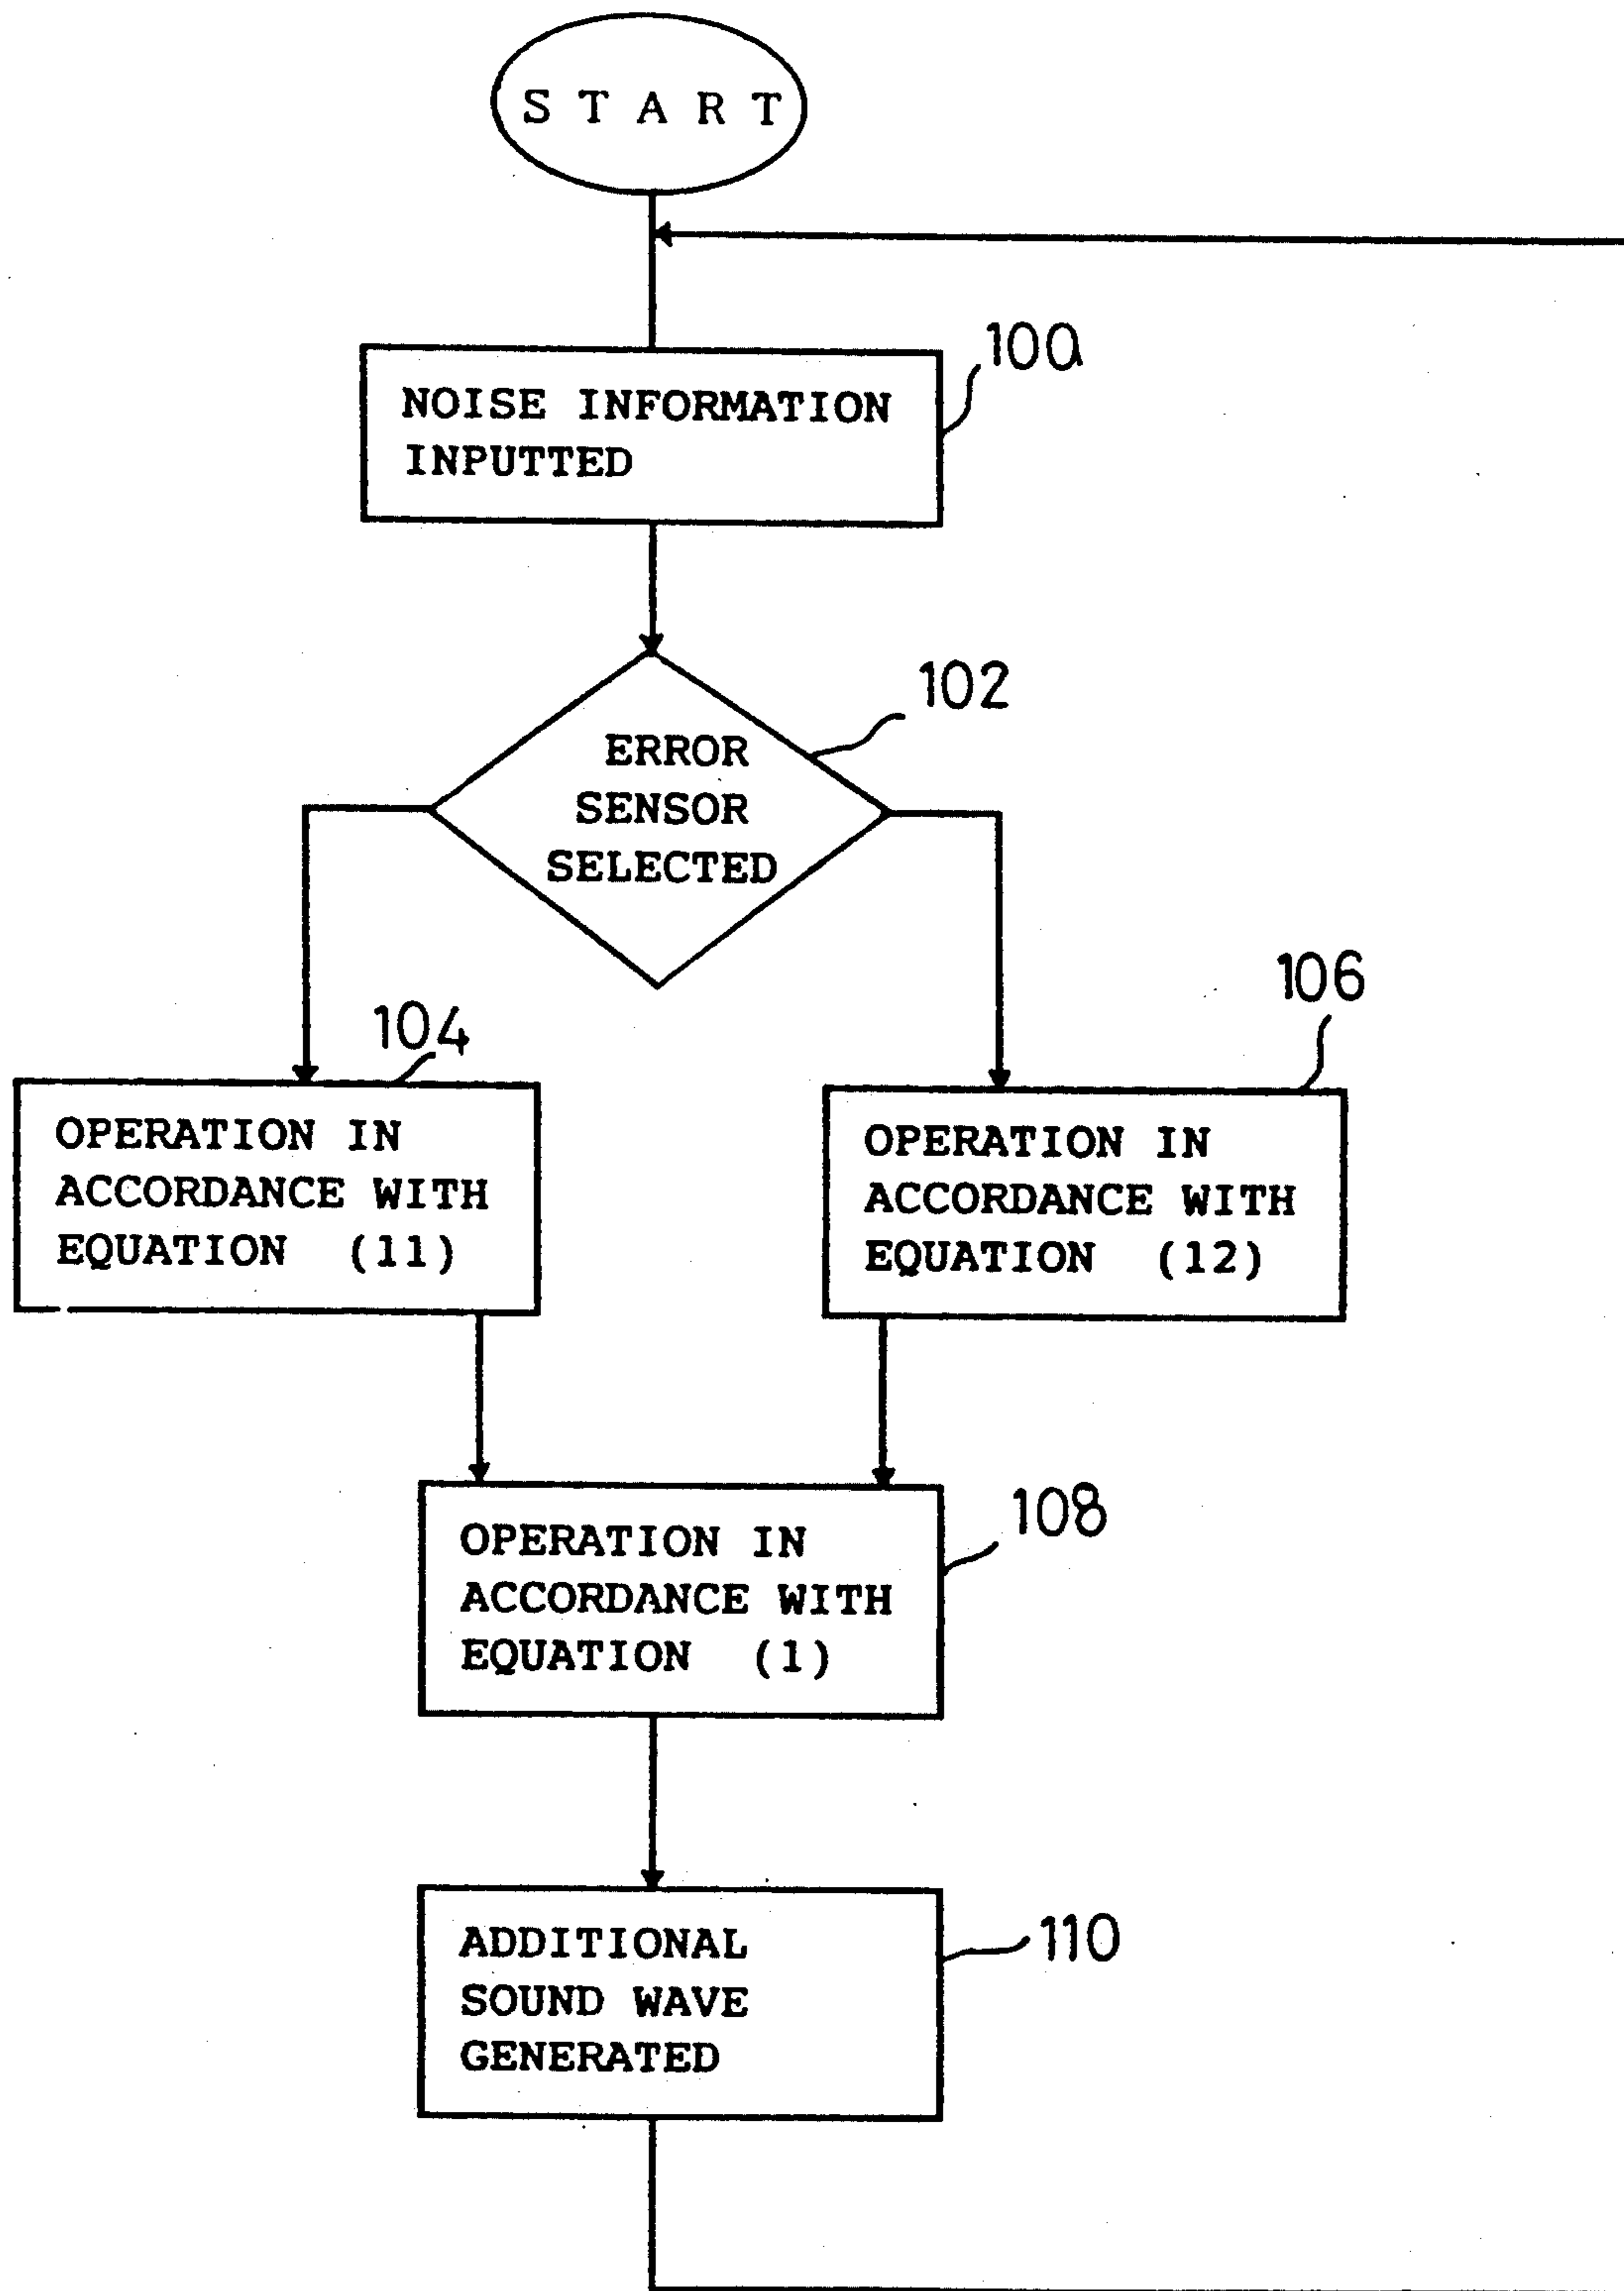 S T A R T
100
NOISE INFORMATION
INPUTTED
102
ERROR
SENSOR
SELECTED
104
106
OPERATION IN
ACCORDANCE WITH
EQUATION (11)
OPERATION IN
ACCORDANCE WITH
EQUATION (12)
108
OPERATION IN
ACCORDANCE WITH
EQUATION (1)
110
ADDITIONAL
SOUND WAVE
GENERATED